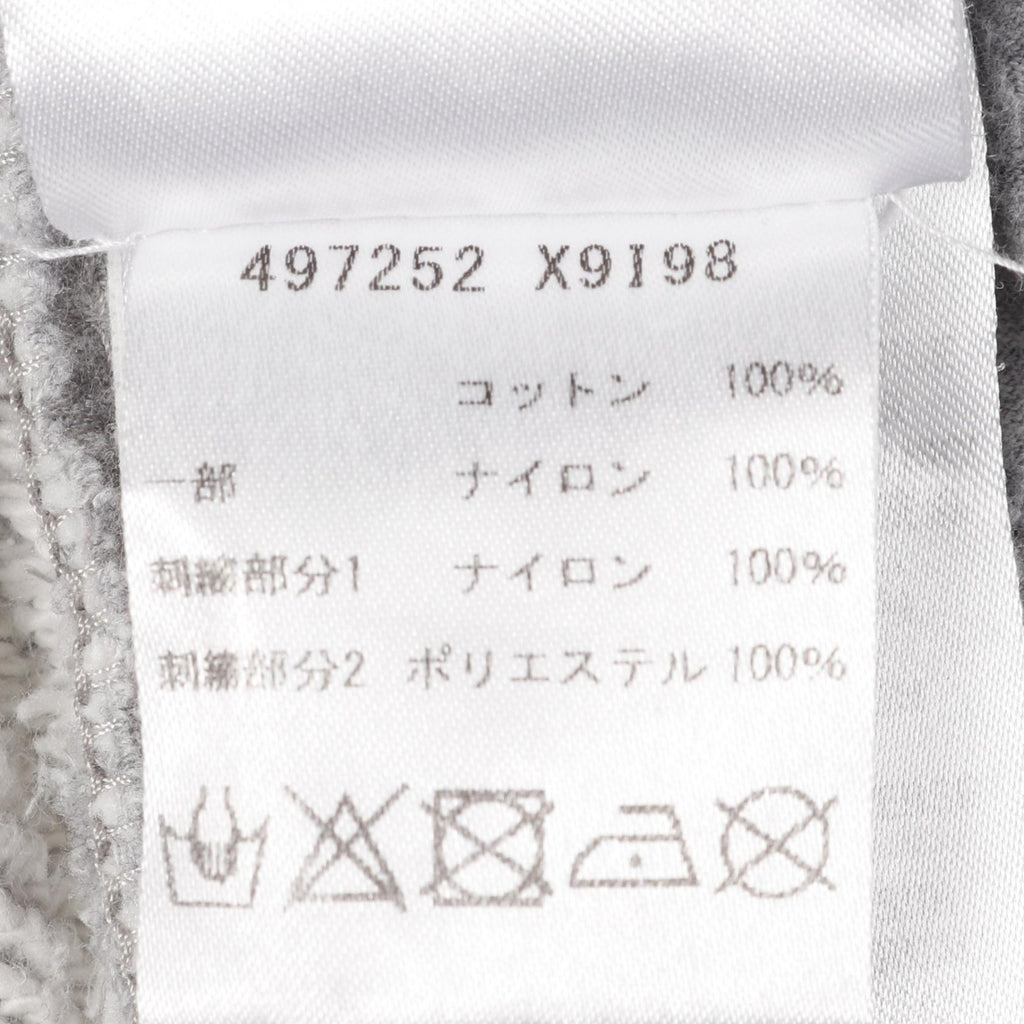 497252 X9I98
コットン 100%
一部 ナイロン 100%
刺繍部分1 ナイロン 100%
刺繍部分2 ポリエステル 100%